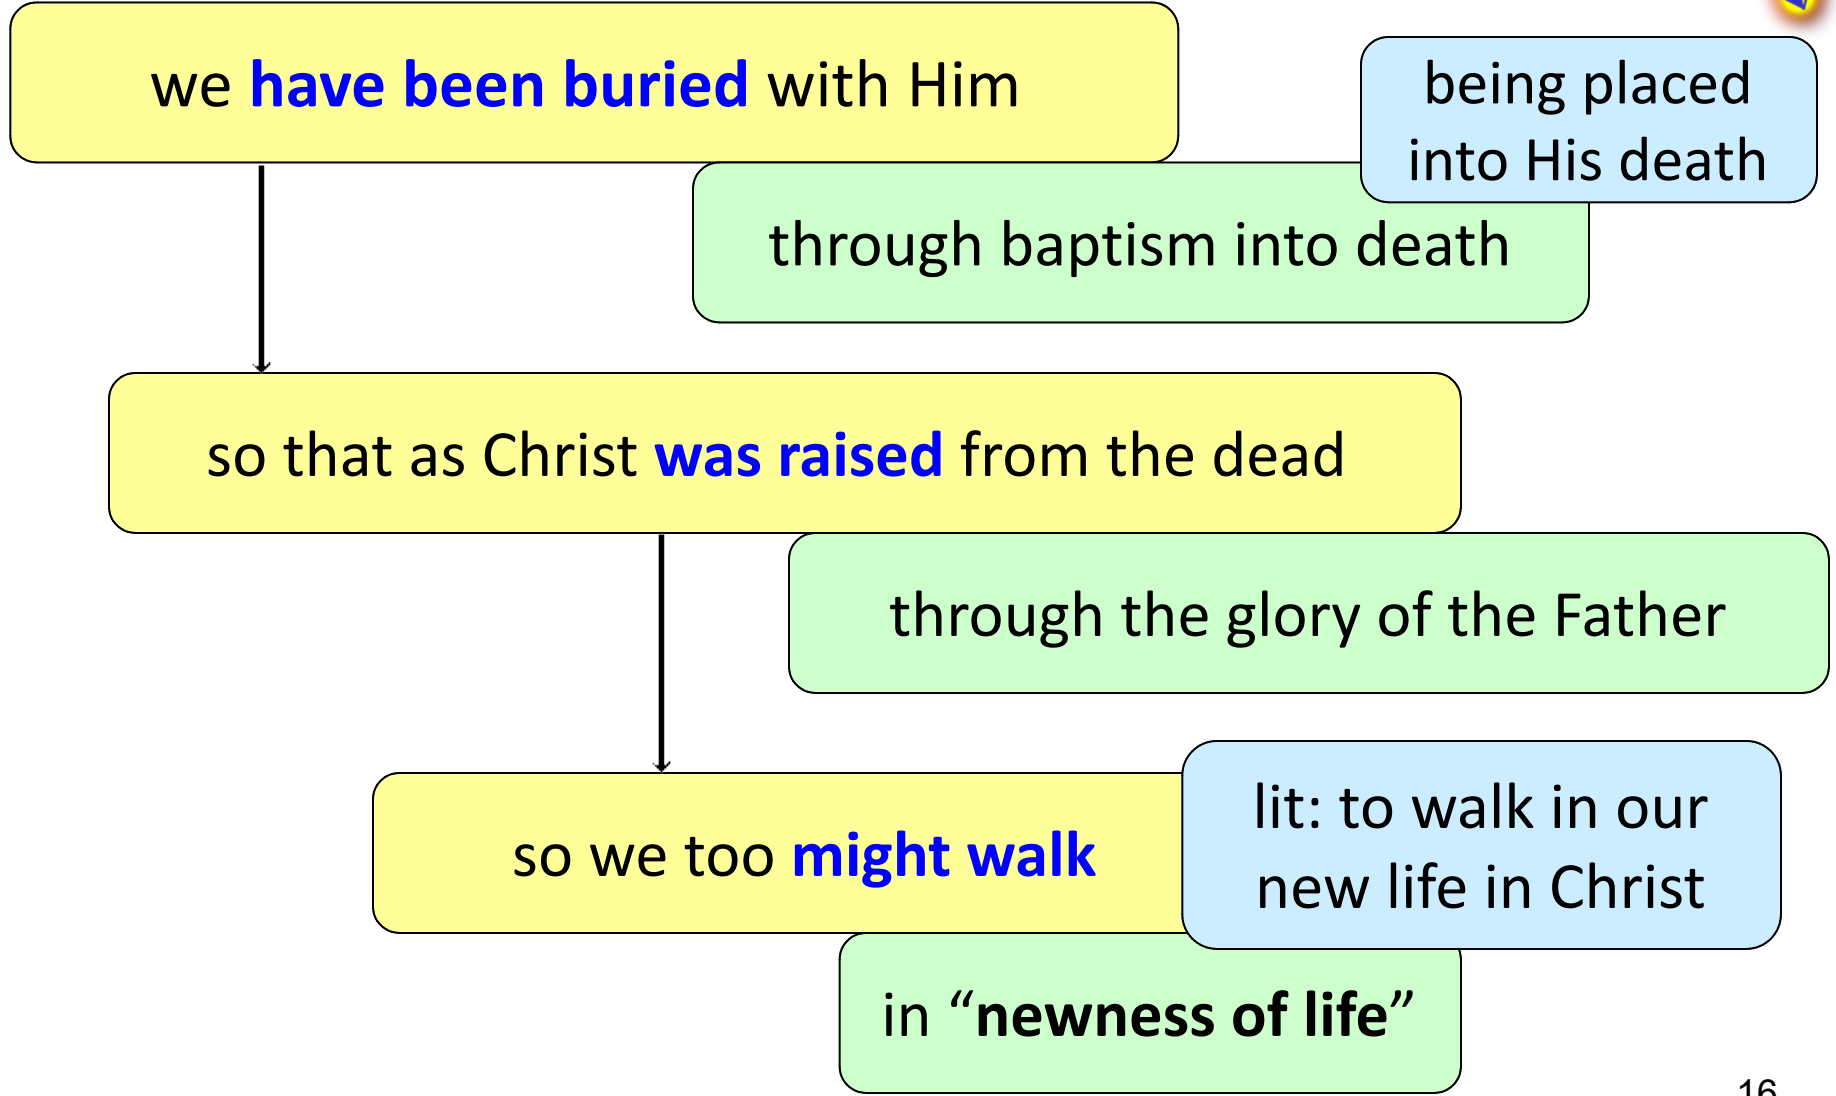 we have been buried with Him
being placed
into His death
through baptism into death
so that as Christ was raised from the dead
through the glory of the Father
so we too might walk
lit: to walk in our
new life in Christ
in “newness of life”
16